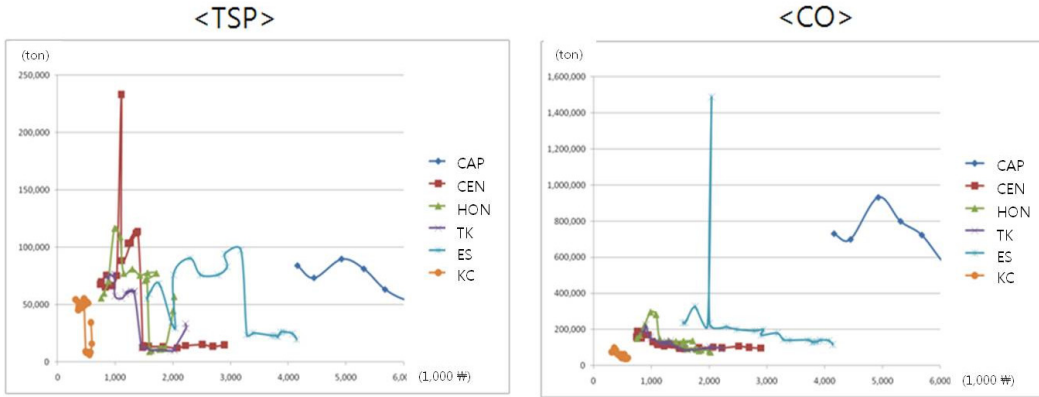 <TSP>
(ton)
250,000
200,000
150,000
100,000
50,000
0
0
1,000
2,000
3,000
4,000
5,000
6,0
(1,000 ₩)
CAP
CEN
HON
TK
ES
KC
<CO>
(ton)
1,600,000
1,400,000
1,200,000
1,000,000
800,000
600,000
400,000
200,000
0
0
1,000
2,000
3,000
4,000
5,000
6,000
(1,000 ₩)
CAP
CEN
HON
TK
ES
KC